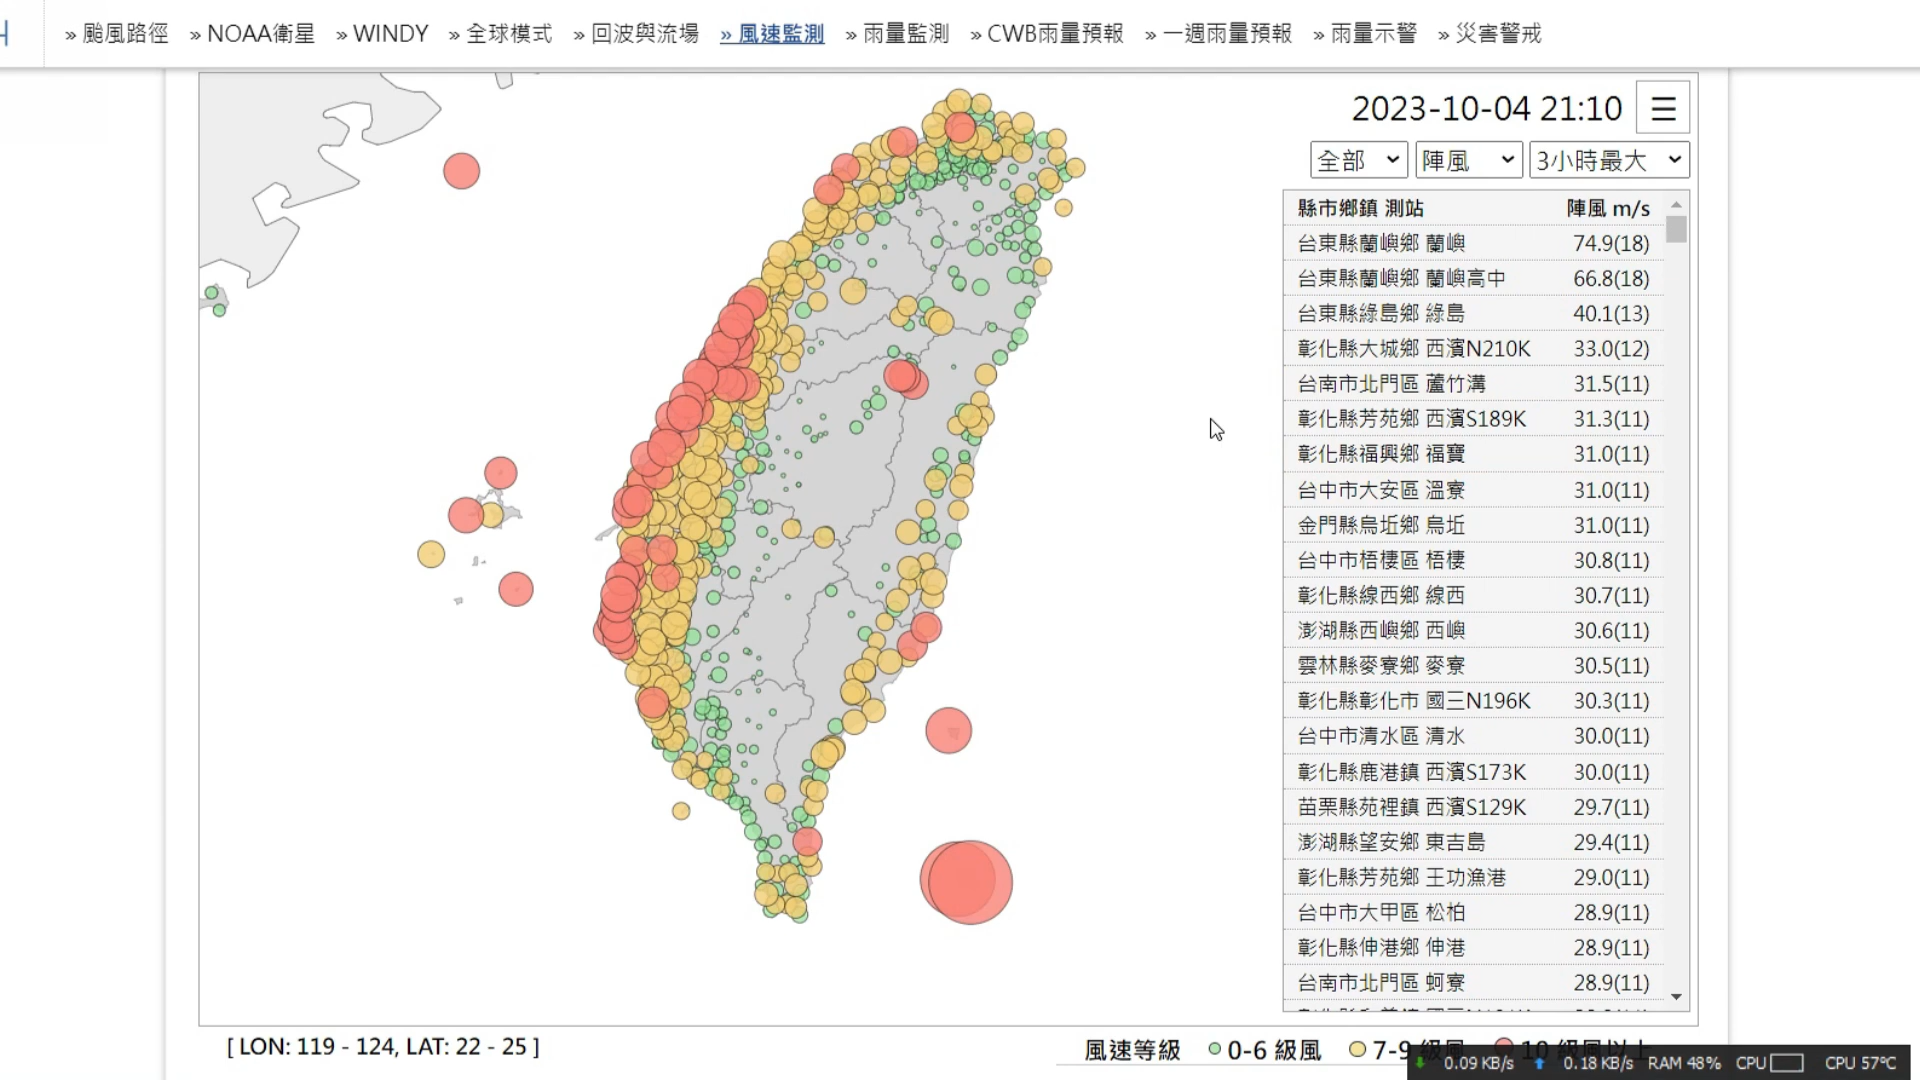 » 颱風路徑 » NOAA衛星 » WINDY » 全球模式 » 回波與流場 » 風速監測 » 雨量監測 » CWB雨量預報 » 一週雨量預報 » 雨量示警 » 災害警戒
2023-10-04 21:10
全部 陣風 3小時最大
縣市鄉鎮 測站 陣風 m/s
台東縣蘭嶼鄉 蘭嶼 74.9(18)
台東縣蘭嶼鄉 蘭嶼高中 66.8(18)
台東縣綠島鄉 綠島 40.1(13)
彰化縣大城鄉 西濱N210K 33.0(12)
台南市北門區 蘆竹溝 31.5(11)
彰化縣芳苑鄉 西濱S189K 31.3(11)
彰化縣福興鄉 福寶 31.0(11)
台中市大安區 溫寮 31.0(11)
金門縣烏坵鄉 烏坵 31.0(11)
台中市梧棲區 梧棲 30.8(11)
彰化縣線西鄉 線西 30.7(11)
澎湖縣西嶼鄉 西嶼 30.6(11)
雲林縣麥寮鄉 麥寮 30.5(11)
彰化縣彰化市 國三N196K 30.3(11)
台中市清水區 清水 30.0(11)
彰化縣鹿港鎮 西濱S173K 30.0(11)
苗栗縣苑裡鎮 西濱S129K 29.7(11)
澎湖縣望安鄉 東吉島 29.4(11)
彰化縣芳苑鄉 王功漁港 29.0(11)
台中市大甲區 松柏 28.9(11)
彰化縣伸港鄉 伸港 28.9(11)
台南市北門區 蚵寮 28.9(11)
[ LON: 119 - 124, LAT: 22 - 25 ]
風速等級 0-6 級風 7-9 級風 10 級風以上
0.09 KB/s 0.18 KB/s RAM 48% CPU CPU 57°C